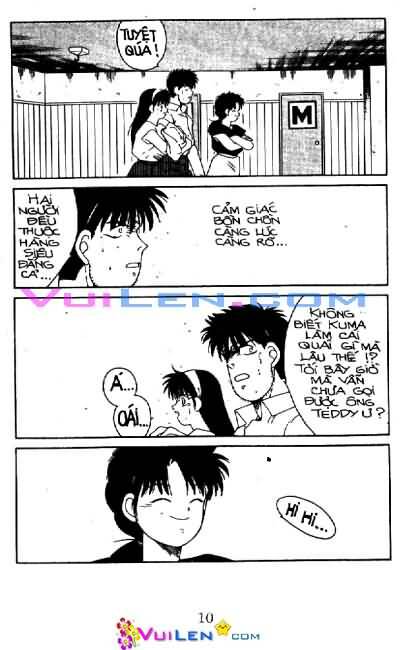 TUYỆT
QUÁ!
M
HAI
NGƯỜI
ĐỀU
THUỘC
HÀNG
SIÊU
ĐẲNG
CẢ...
CẢM GIÁC
BỒN CHỒN
CÀNG LÚC
CÀNG RÕ...
VUILEN.COM
KHÔNG
BIẾT KUMA
LÀM CÁI
QUÁI GÌ MÀ
LÂU THẾ!?
TỚI BÂY GIỜ
MÀ VẪN
CHƯA GỌI
ĐƯỢC ÔNG
TEDDY Ư?
Á...
OÁI...
HI HI...
10
VUILEN.COM